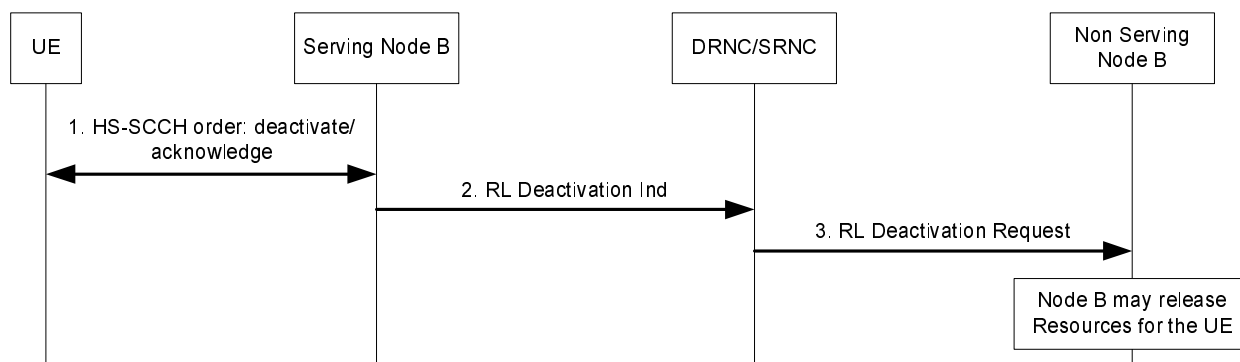 UE
Serving Node B
DRNC/SRNC
Non Serving
Node B
1. HS-SCCH order: deactivate/
acknowledge
2. RL Deactivation Ind
3. RL Deactivation Request
Node B may release
Resources for the UE